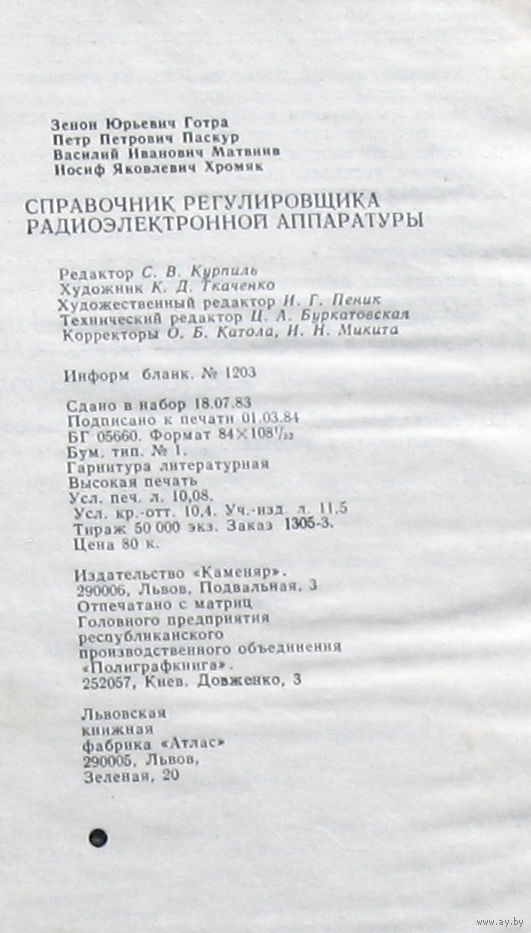 Зенон Юрьевич Готра
Петр Петрович Паскур
Василий Иванович Матвиив
Иосиф Яковлевич Хромяк
СПРАВОЧНИК РЕГУЛИРОВЩИКА
РАДИОЭЛЕКТРОННОЙ АППАРАТУРЫ
Редактор С. В. Курпиль
Художник К. Д. Ткаченко
Художественный редактор И. Г. Пеник
Технический редактор Ц. А. Буркатовская
Корректоры О. Б. Катола, И. Н. Микита
Информ бланк. № 1203
Сдано в набор 18.07.83
Подписано к печати 01.03.84
БГ 05660. Формат 84×108¹/₃₂
Бум. тип. № 1.
Гарнитура литературная
Высокая печать
Усл. печ. л. 10,08.
Усл. кр.-отт. 10,4. Уч.-изд. л. 11,5
Тираж 50 000 экз. Заказ 1305-3.
Цена 80 к.
Издательство «Каменяр».
290006, Львов, Подвальная, 3
Отпечатано с матриц
Головного предприятия
республиканского
производственного объединения
«Полиграфкнига».
252057, Киев. Довженко, 3
Львовская
книжная
фабрика «Атлас»
290005, Львов,
Зеленая, 20
www.ay.by